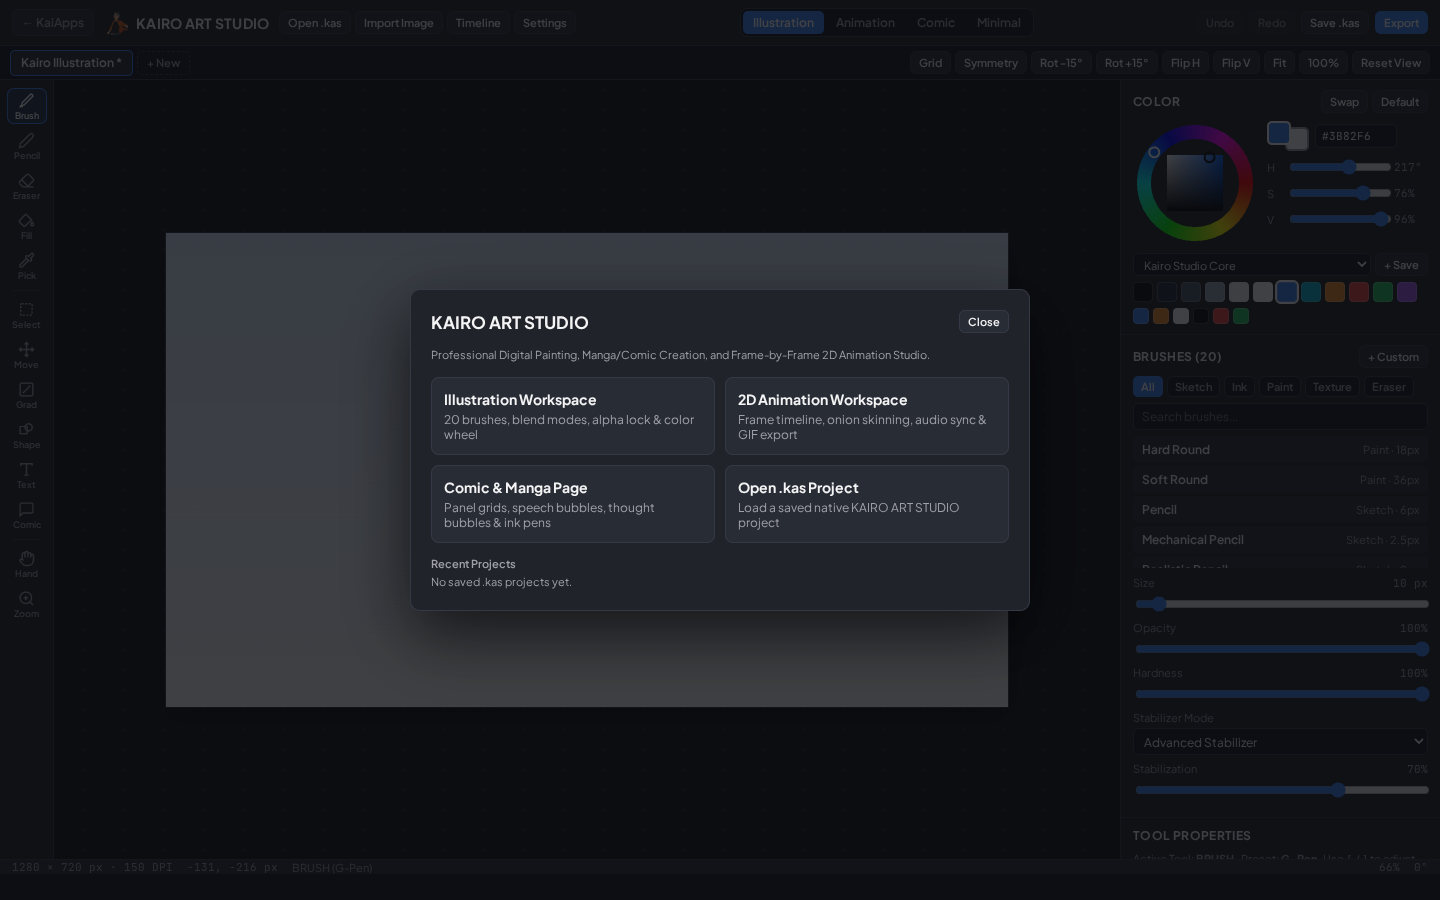 ← KaiApps
KAIRO ART STUDIO
Open .kas
Import Image
Timeline
Settings
Illustration
Animation
Comic
Minimal
Undo
Redo
Save .kas
Export
Kairo Illustration *
+ New
Grid
Symmetry
Rot -15°
Rot +15°
Flip H
Flip V
Fit
100%
Reset View
Brush
Pencil
Eraser
Fill
Pick
Select
Move
Grad
Shape
Text
Comic
Hand
Zoom
KAIRO ART STUDIO
Close
Professional Digital Painting, Manga/Comic Creation, and Frame-by-Frame 2D Animation Studio.
Illustration Workspace
20 brushes, blend modes, alpha lock & color
wheel
2D Animation Workspace
Frame timeline, onion skinning, audio sync &
GIF export
Comic & Manga Page
Panel grids, speech bubbles, thought
bubbles & ink pens
Open .kas Project
Load a saved native KAIRO ART STUDIO
project
Recent Projects
No saved .kas projects yet.
COLOR
Swap
Default
#3B82F6
H
217°
S
76%
V
96%
Kairo Studio Core
+ Save
BRUSHES (20)
+ Custom
All
Sketch
Ink
Paint
Texture
Eraser
Search brushes...
Hard Round
Paint · 18px
Soft Round
Paint · 36px
Pencil
Sketch · 6px
Mechanical Pencil
Sketch · 2.5px
Size
10 px
Opacity
100%
Hardness
100%
Stabilizer Mode
Advanced Stabilizer
Stabilization
70%
TOOL PROPERTIES
1280 × 720 px · 150 DPI
-131, -216 px
BRUSH (G-Pen)
66%
0°